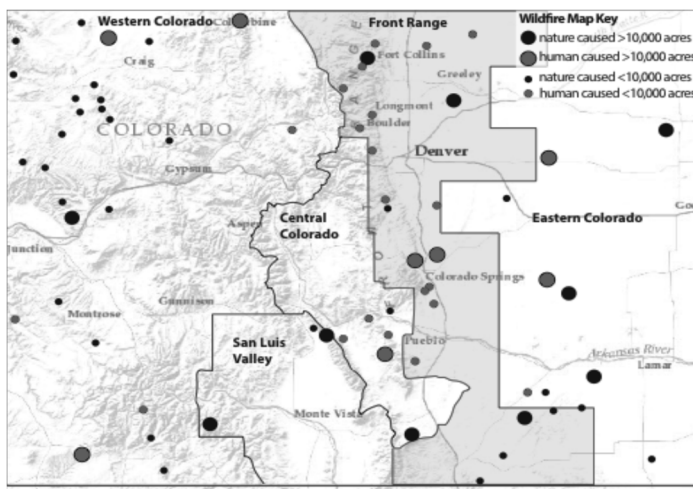 Western Colorado
Front Range
Wildfire Map Key
nature caused >10,000 acres
human caused >10,000 acres
nature caused <10,000 acres
human caused <10,000 acres
Craig
Fort Collins
Greeley
Longmont
Boulder
COLORADO
Denver
Gypsum
Aspen
Central
Colorado
Eastern Colorado
Junction
Colorado Springs
Gunnison
Montrose
San Luis
Valley
Pueblo
Arkansas River
Lamar
Monte Vista